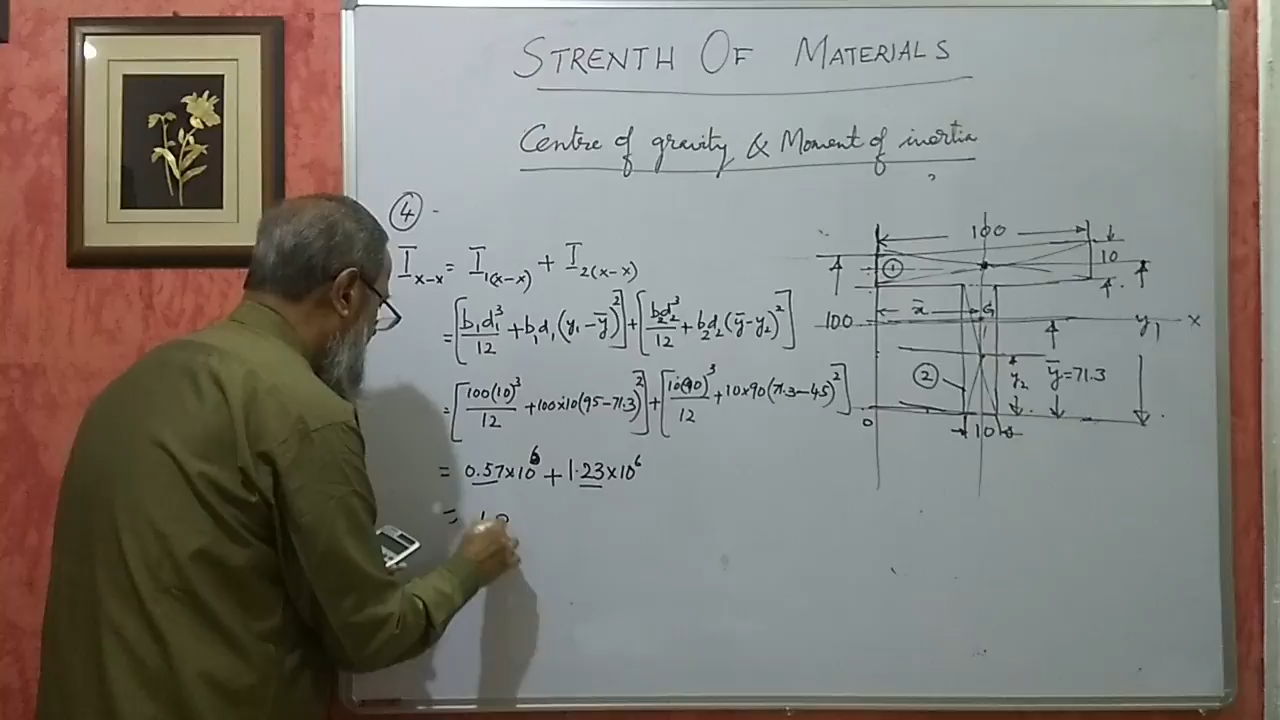 STRENTH OF MATERIALS
Centre of gravity & Moment of inertia
④ -
I̅x-x = I̅1(x-x) + I̅2(x-x)
= [b₁d₁³/12 + b₁d₁(y₁-ȳ)²] + [b₂d₂³/12 + b₂d₂(ȳ-y₂)²]
= [100(10)³/12 + 100×10(95-71.3)²] + [10(90)³/12 + 10×90(71.3-45)²]
= 0.57×10⁶ + 1.23×10⁶
=
100
10
①
x̄
G
100
y₁
x
②
y₂
ȳ=71.3
0
10